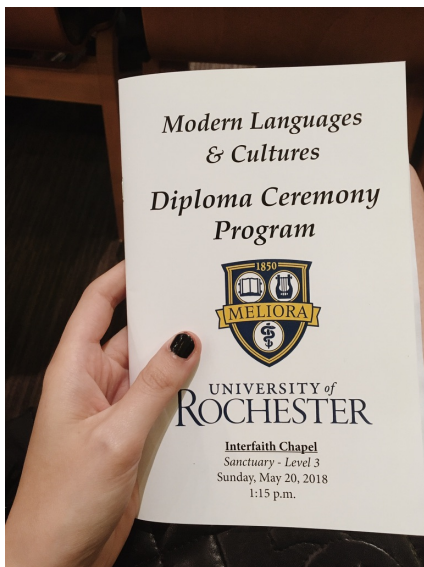 Modern Languages
& Cultures
Diploma Ceremony
Program
1850
MELIORA
UNIVERSITY of
ROCHESTER
Interfaith Chapel
Sanctuary - Level 3
Sunday, May 20, 2018
1:15 p.m.